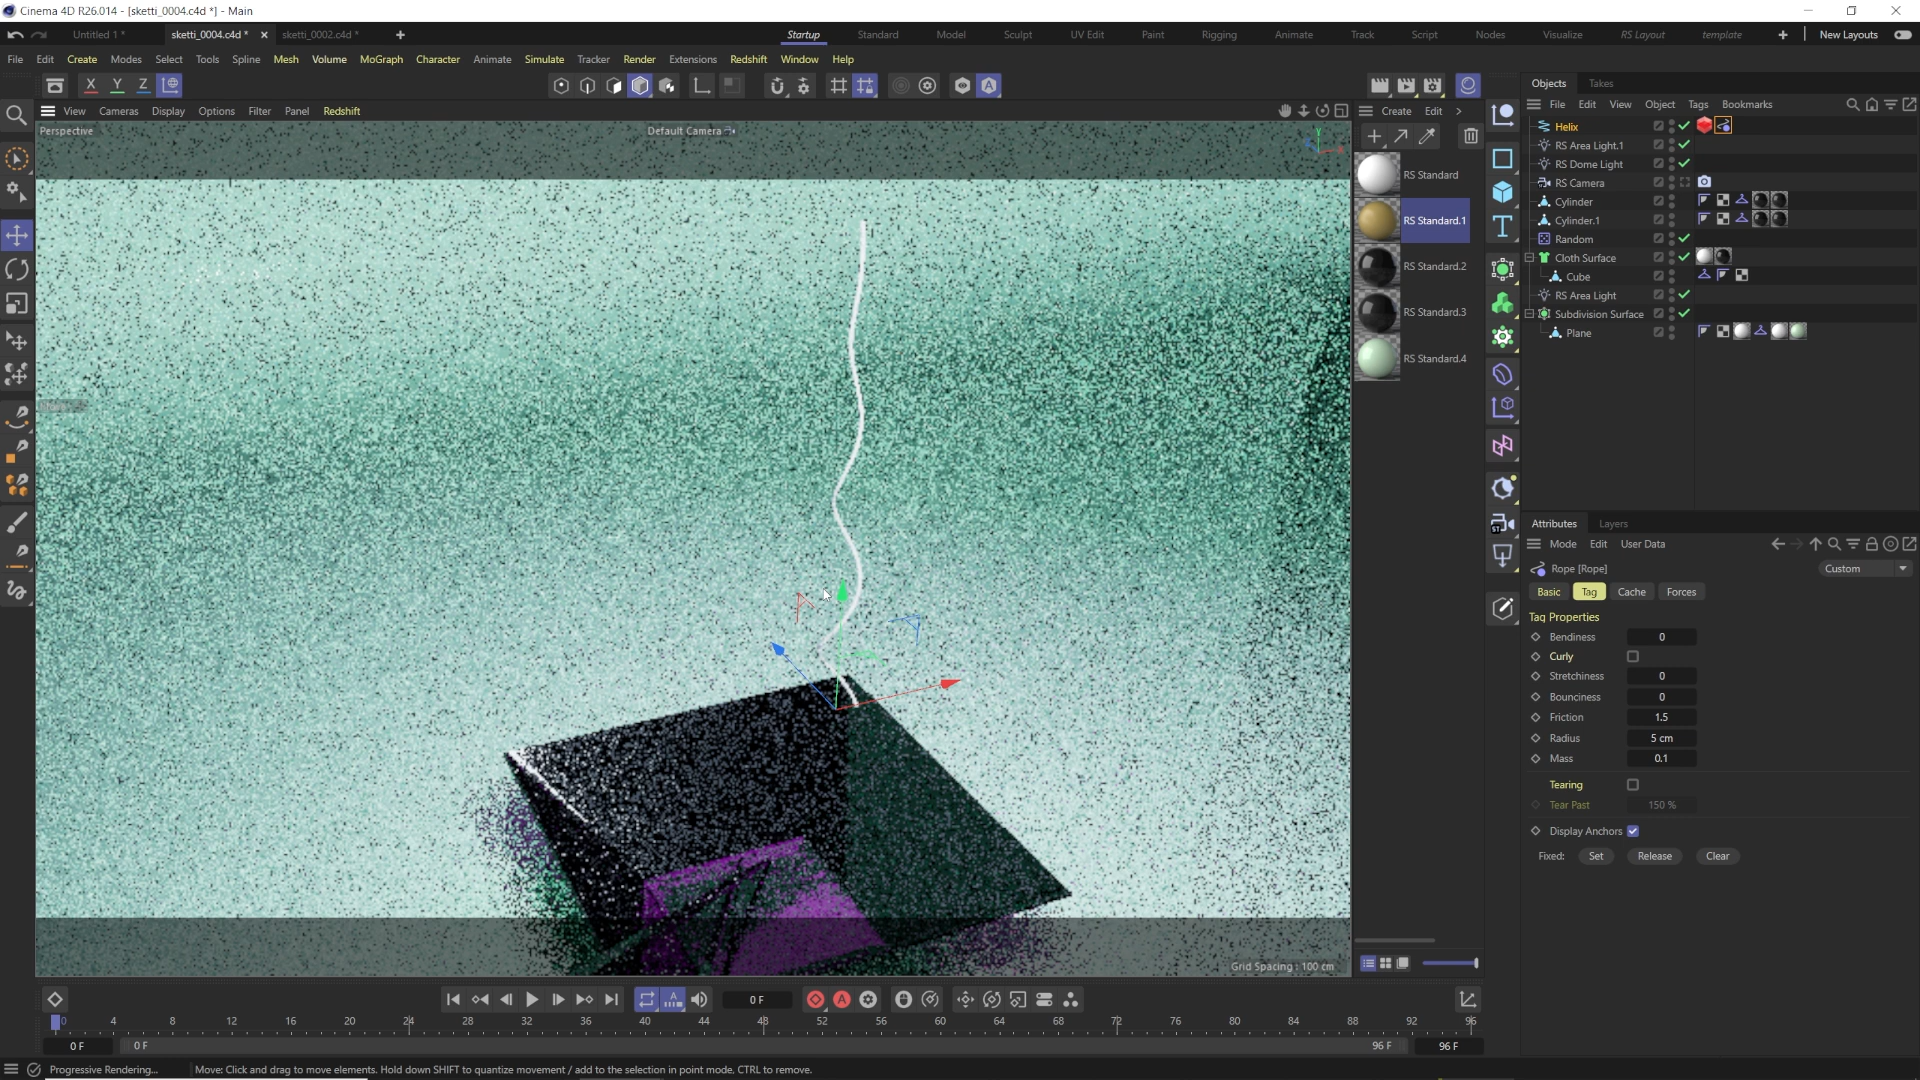 Cinema 4D R26.014 - [sketti_0004.c4d *] - Main
Untitled 1 *
sketti_0004.c4d *
sketti_0002.c4d *
Startup
Standard
Model
Sculpt
UV Edit
Paint
Rigging
Animate
Track
Script
Nodes
Visualize
RS Layout
template
New Layouts
File Edit Create Modes Select Tools Spline Mesh Volume MoGraph Character Animate Simulate Tracker Render Extensions Redshift Window Help
X Y Z
View Cameras Display Options Filter Panel Redshift
Perspective
Default Camera
Y
Grid Spacing : 100 cm
Create Edit
RS Standard
RS Standard.1
RS Standard.2
RS Standard.3
RS Standard.4
Objects Takes
File Edit View Object Tags Bookmarks
Helix
RS Area Light.1
RS Dome Light
RS Camera
Cylinder
Cylinder.1
Random
Cloth Surface
Cube
RS Area Light
Subdivision Surface
Plane
Attributes Layers
Mode Edit User Data
Rope [Rope]
Custom
Basic Tag Cache Forces
Tag Properties
Bendiness 0
Curly
Stretchiness 0
Bounciness 0
Friction 1.5
Radius 5 cm
Mass 0.1
Tearing
Tear Past 150 %
Display Anchors
Fixed: Set Release Clear
0 F
0 4 8 12 16 20 24 28 32 36 40 44 48 52 56 60 64 68 72 76 80 84 88 92 96
0 F 0 F 96 F 96 F
Progressive Rendering...
Move: Click and drag to move elements. Hold down SHIFT to quantize movement / add to the selection in point mode, CTRL to remove.